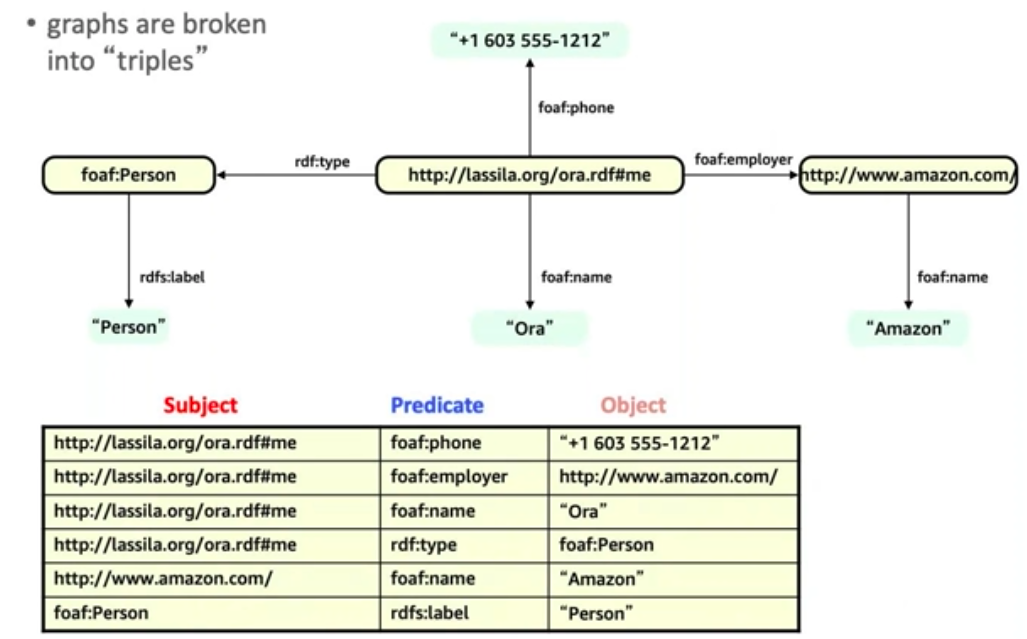 • graphs are broken
into “triples”
“+1 603 555-1212”
foaf:phone
foaf:Person
rdf:type
http://lassila.org/ora.rdf#me
foaf:employer
http://www.amazon.com/
rdfs:label
foaf:name
foaf:name
“Person”
“Ora”
“Amazon”
Subject Predicate Object
http://lassila.org/ora.rdf#me foaf:phone “+1 603 555-1212”
http://lassila.org/ora.rdf#me foaf:employer http://www.amazon.com/
http://lassila.org/ora.rdf#me foaf:name “Ora”
http://lassila.org/ora.rdf#me rdf:type foaf:Person
http://www.amazon.com/ foaf:name “Amazon”
foaf:Person rdfs:label “Person”